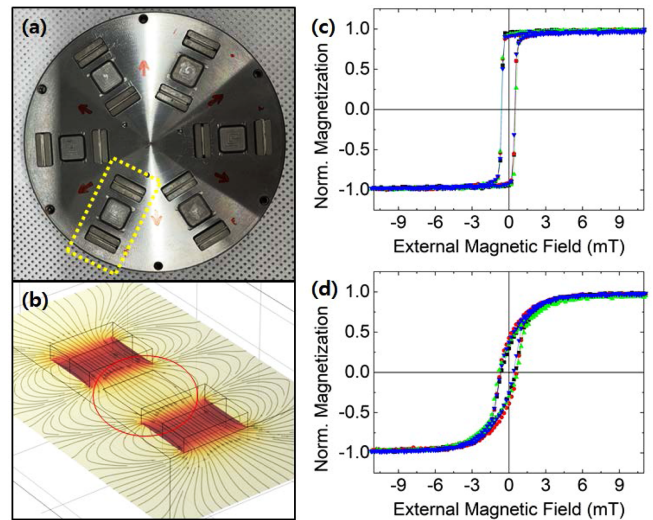 (a)
(b)
(c)
1.0
0.5
0.0
-0.5
-1.0
Norm. Magnetization
-9 -6 -3 0 3 6 9
External Magnetic Field (mT)
(d)
1.0
0.5
0.0
-0.5
-1.0
Norm. Magnetization
-9 -6 -3 0 3 6 9
External Magnetic Field (mT)